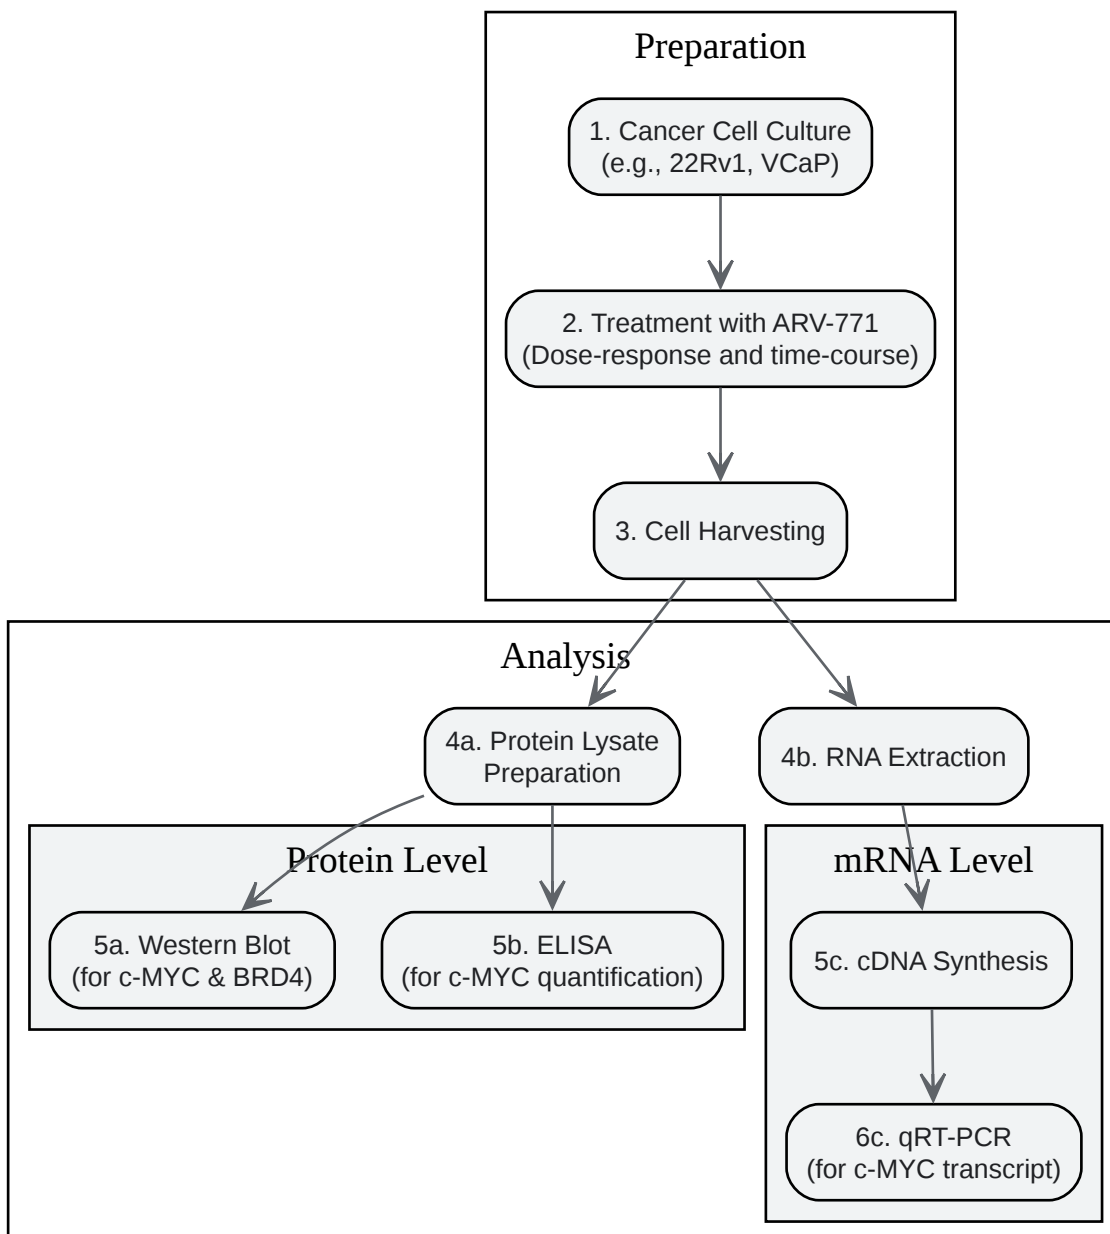 Preparation
1. Cancer Cell Culture
(e.g., 22Rv1, VCaP)
2. Treatment with ARV-771
(Dose-response and time-course)
3. Cell Harvesting
Analysis
4a. Protein Lysate
Preparation
4b. RNA Extraction
Protein Level
5a. Western Blot
(for c-MYC & BRD4)
5b. ELISA
(for c-MYC quantification)
mRNA Level
5c. cDNA Synthesis
6c. qRT-PCR
(for c-MYC transcript)